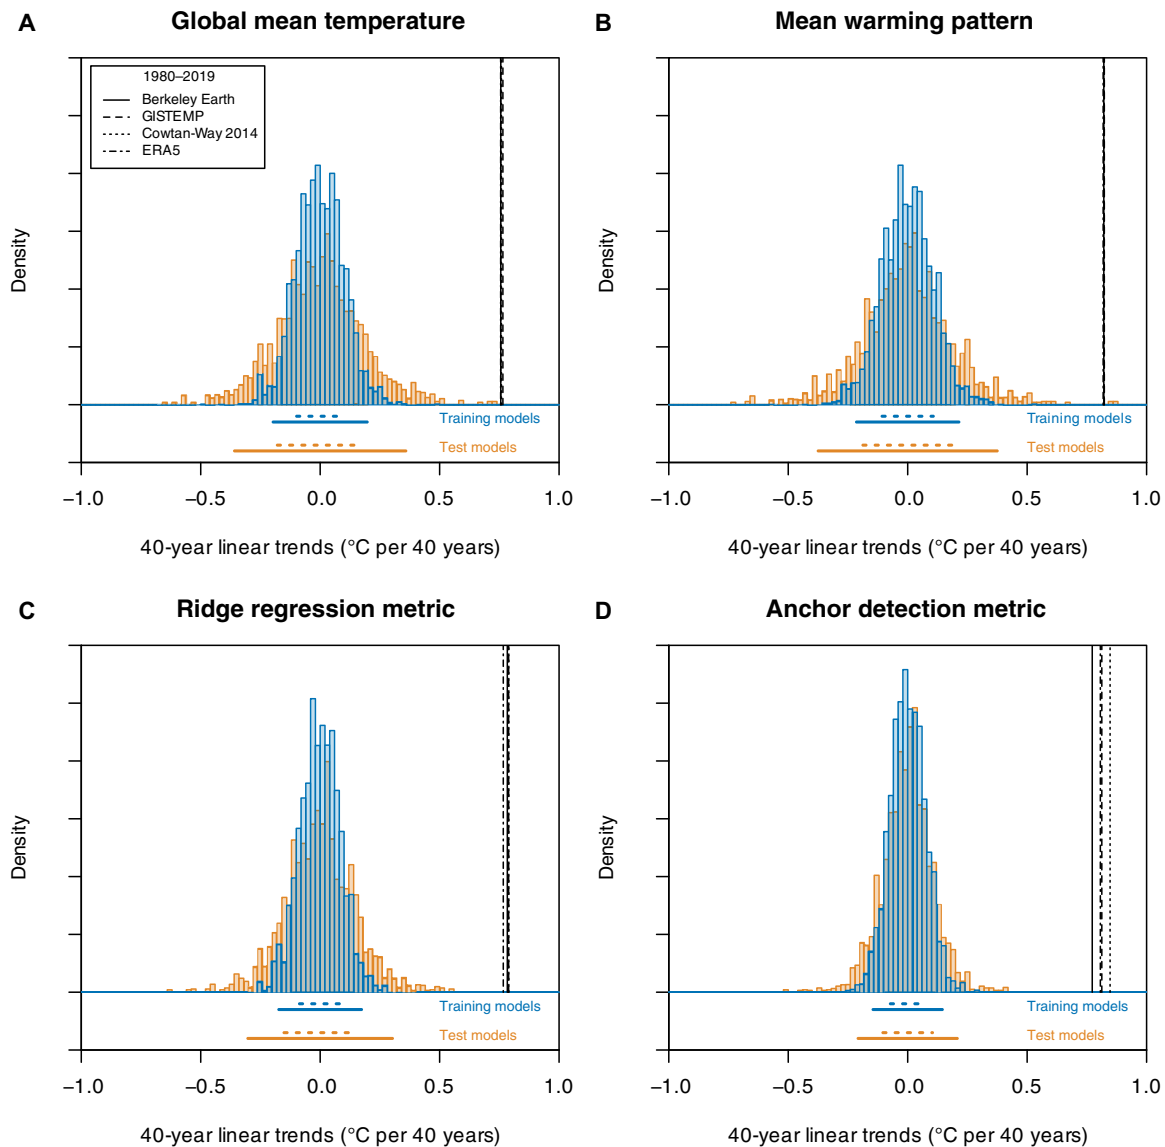 A
Global mean temperature
1980–2019
Berkeley Earth
GISTEMP
Cowtan-Way 2014
ERA5
Density
Training models
Test models
−1.0 −0.5 0.0 0.5 1.0
40-year linear trends (°C per 40 years)
B
Mean warming pattern
Density
Training models
Test models
−1.0 −0.5 0.0 0.5 1.0
40-year linear trends (°C per 40 years)
C
Ridge regression metric
Density
Training models
Test models
−1.0 −0.5 0.0 0.5 1.0
40-year linear trends (°C per 40 years)
D
Anchor detection metric
Density
Training models
Test models
−1.0 −0.5 0.0 0.5 1.0
40-year linear trends (°C per 40 years)